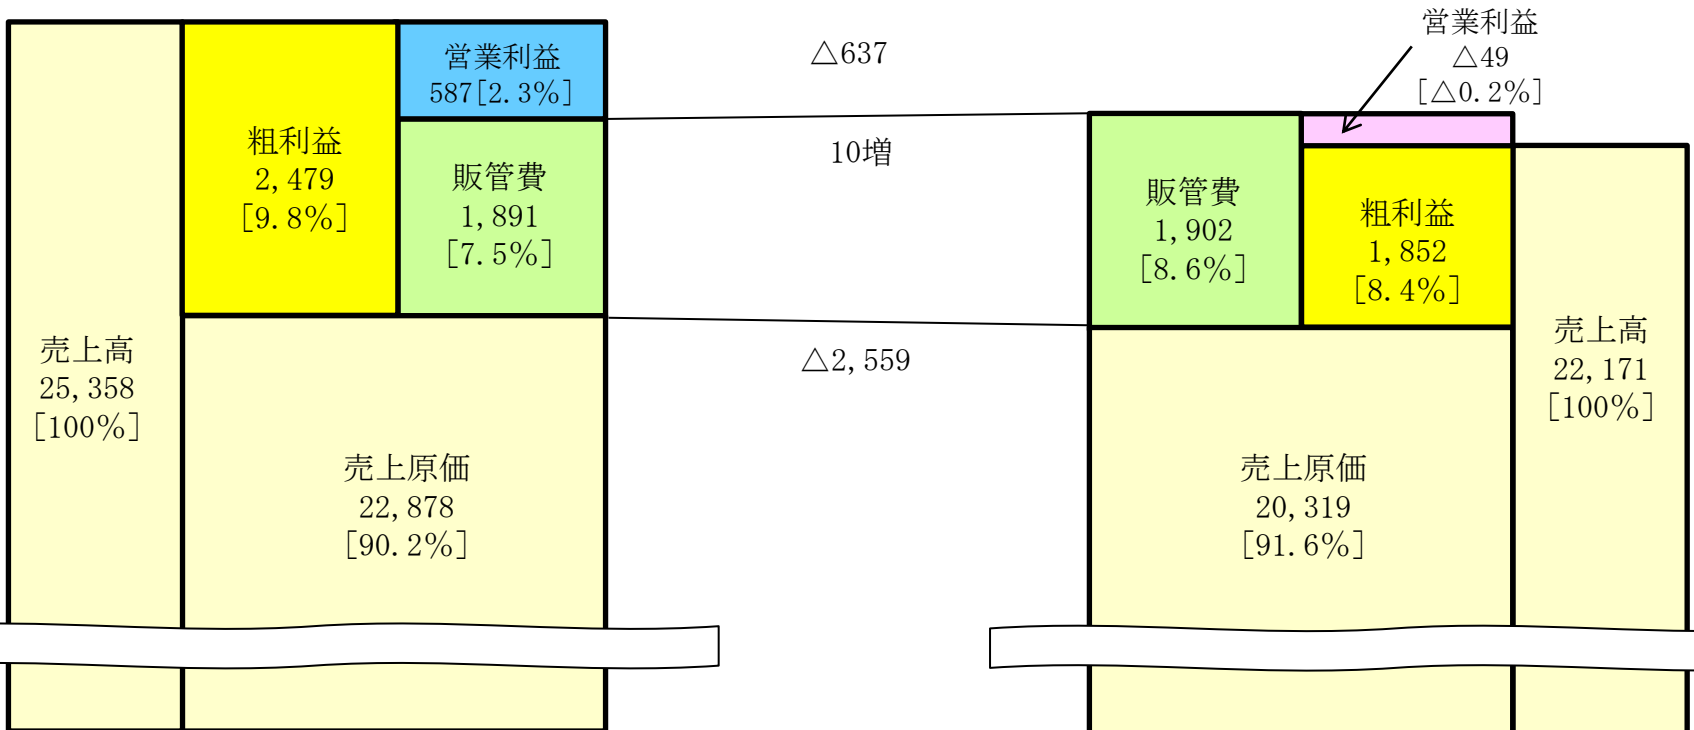 売上高
25,358
[100%]
粗利益
2,479
[9.8%]
営業利益
587[2.3%]
販管費
1,891
[7.5%]
売上原価
22,878
[90.2%]
△637
10増
△2,559
営業利益
△49
[△0.2%]
販管費
1,902
[8.6%]
粗利益
1,852
[8.4%]
売上原価
20,319
[91.6%]
売上高
22,171
[100%]